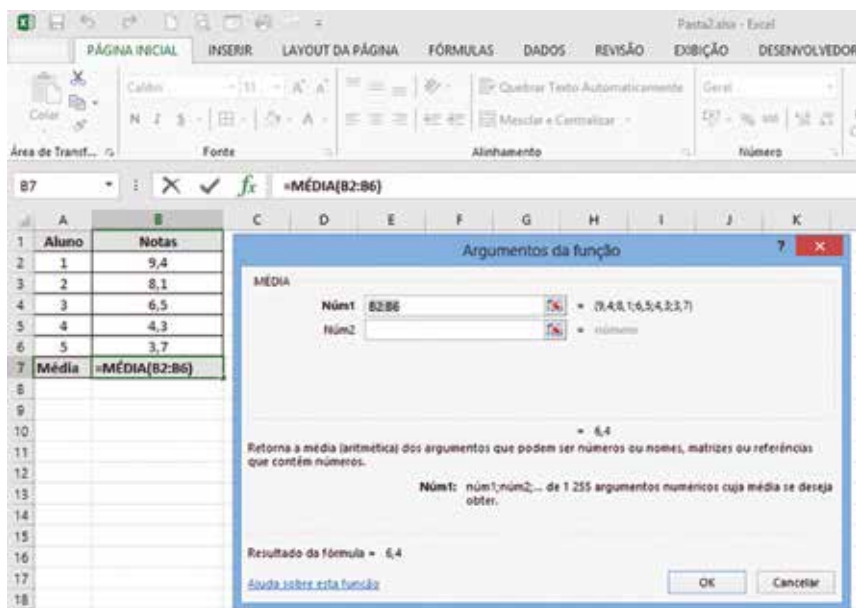 Pasta2.xlsx - Excel
PÁGINA INICIAL INSERIR LAYOUT DA PÁGINA FÓRMULAS DADOS REVISÃO EXIBIÇÃO DESENVOLVEDOR
Calibri 11 A A Quebrar Texto Automaticamente Geral
Colar N I S A Mesclar e Centralizar % 000
Área de Transf... Fonte Alinhamento Número
B7 fx =MÉDIA(B2:B6)
A B C D E F G H I J K
1 Aluno Notas
2 1 9,4
3 2 8,1
4 3 6,5
5 4 4,3
6 5 3,7
7 Média =MÉDIA(B2:B6)
8
9
10
11
12
13
14
15
16
17
18
Argumentos da função ? ×
MÉDIA
Núm1 B2:B6 = {9,4;8,1;6,5;4,3;3,7}
Núm2 = número
= 6,4
Retorna a média (aritmética) dos argumentos que podem ser números ou nomes, matrizes ou referências
que contêm números.
Núm1: núm1;núm2;... de 1 255 argumentos numéricos cuja média se deseja
obter.
Resultado da fórmula = 6,4
Ajuda sobre esta função OK Cancelar